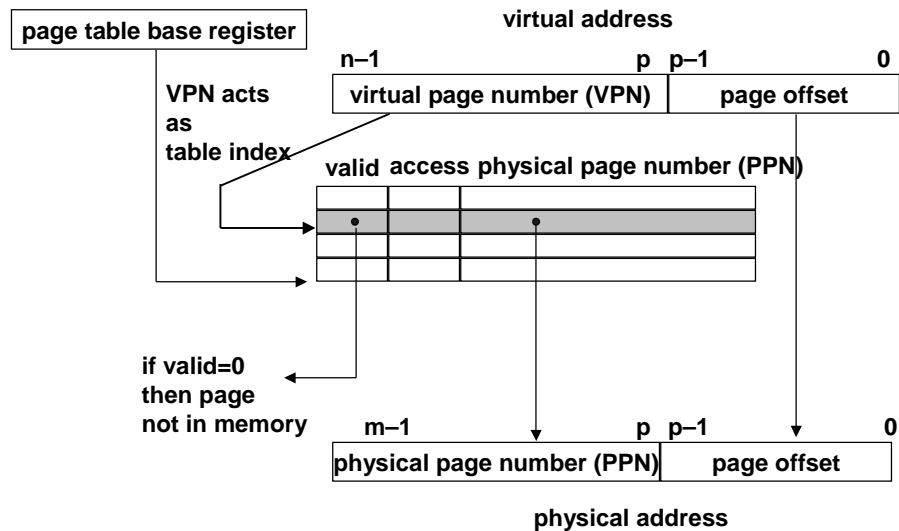 page table base register
virtual address
n–1 p p–1 0
virtual page number (VPN) page offset
VPN acts
as
table index
valid access physical page number (PPN)
if valid=0
then page
not in memory
m–1 p p–1 0
physical page number (PPN) page offset
physical address